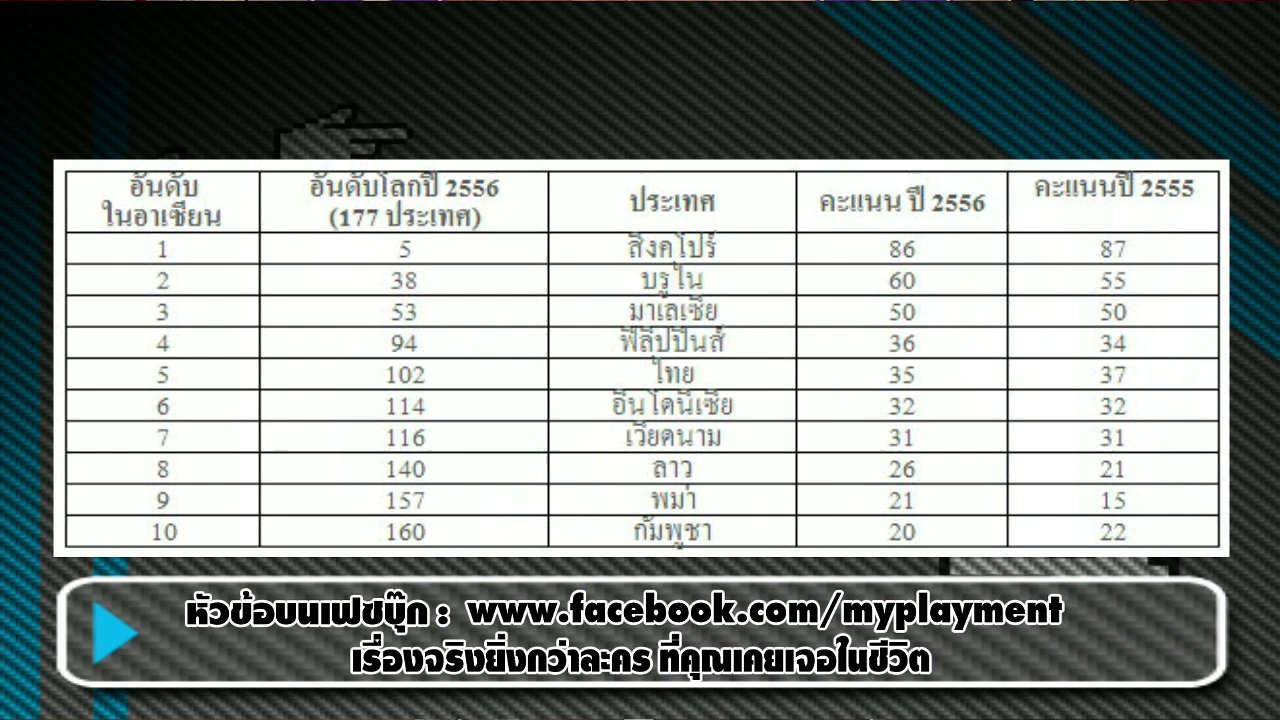 อันดับ ในอาเซียน อันดับโลกปี 2556 (177 ประเทศ) ประเทศ คะแนน ปี 2556 คะแนนปี 2555
1 5 สิงคโปร์ 86 87
2 38 บรูไน 60 55
3 53 มาเลเซีย 50 50
4 94 ฟิลิปปินส์ 36 34
5 102 ไทย 35 37
6 114 อินโดนีเซีย 32 32
7 116 เวียดนาม 31 31
8 140 ลาว 26 21
9 157 พม่า 21 15
10 160 กัมพูชา 20 22
หัวข้อบนเฟซบุ๊ก : www.facebook.com/myplayment
เรื่องจริงยิ่งกว่าละคร ที่คุณเคยเจอในชีวิต